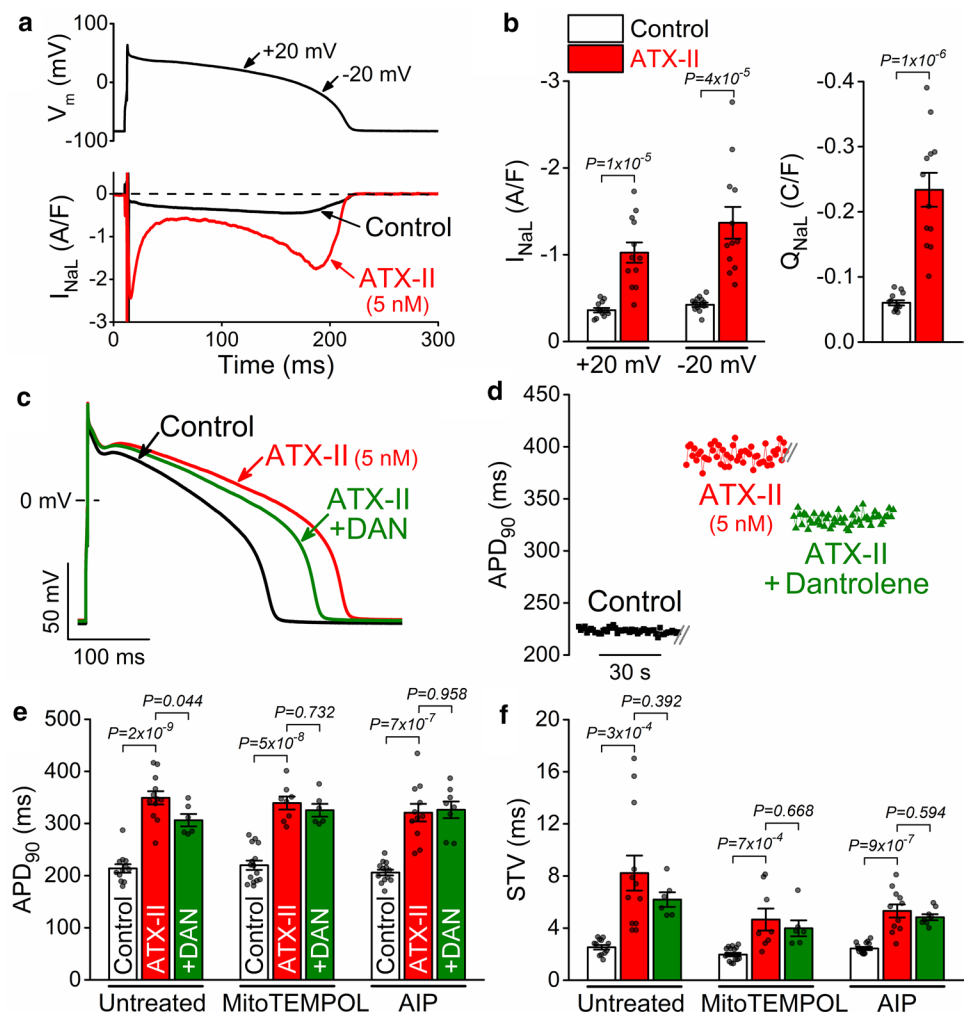 a
100
0
-100
Vm (mV)
+20 mV
-20 mV
0
-1
-2
-3
INaL (A/F)
Control
ATX-II
(5 nM)
0 100 200 300
Time (ms)
b
Control
ATX-II
-3
-2
-1
0
INaL (A/F)
P=1x10-5
P=4x10-5
+20 mV -20 mV
-0.4
-0.3
-0.2
-0.1
0.0
QNaL (C/F)
P=1x10-6
c
Control
ATX-II (5 nM)
ATX-II
+DAN
0 mV
50 mV
100 ms
d
450
400
350
300
250
200
APD90 (ms)
ATX-II
(5 nM)
ATX-II
+ Dantrolene
Control
30 s
e
500
400
300
200
100
0
APD90 (ms)
P=2x10-9
P=0.044
P=5x10-8
P=0.732
P=7x10-7
P=0.958
Control ATX-II +DAN Control ATX-II +DAN Control ATX-II +DAN
Untreated MitoTEMPOL AIP
f
20
16
12
8
4
0
STV (ms)
P=3x10-4
P=0.392
P=7x10-4
P=0.668
P=9x10-7
P=0.594
Untreated MitoTEMPOL AIP